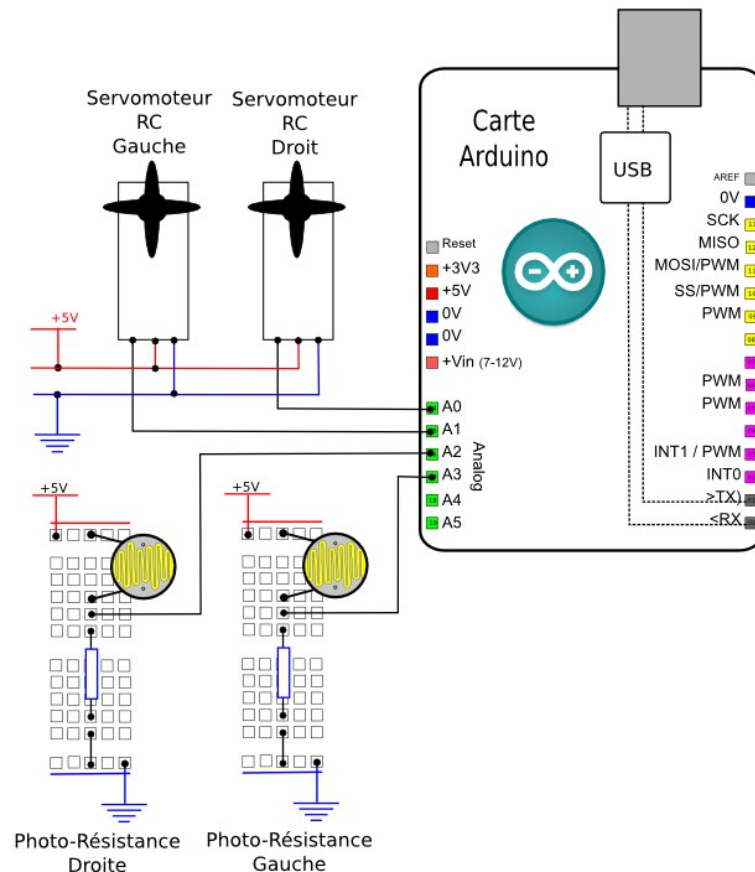 Servomoteur
RC
Gauche
Servomoteur
RC
Droit
Carte
Arduino
USB
AREF
0V
SCK
MISO
MOSI/PWM
SS/PWM
PWM
PWM
PWM
INT1 / PWM
INT0
>TX)
<RX
Reset
+3V3
+5V
0V
0V
+Vin (7-12V)
A0
A1
A2
A3
A4
A5
Analog
+5V
+5V
+5V
Photo-Résistance
Droite
Photo-Résistance
Gauche